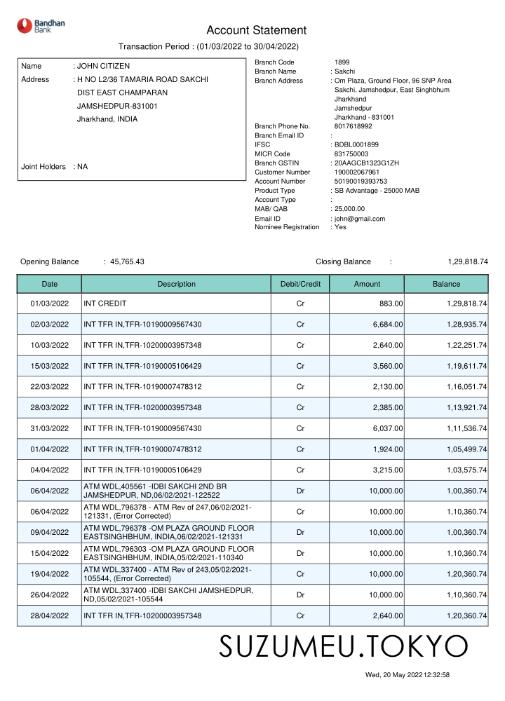 Bandhan
Bank
Account Statement
Transaction Period : (01/03/2022 to 30/04/2022)
Name : JOHN CITIZEN
Address : H NO L2/36 TAMARIA ROAD SAKCHI
DIST EAST CHAMPARAN
JAMSHEDPUR-831001
Jharkhand, INDIA
Joint Holders : NA
Branch Code 1899
Branch Name : Sakchi
Branch Address : Om Plaza, Ground Floor, 96 SNP Area
Sakchi, Jamshedpur, East Singhbhum
Jharkhand
Jamshedpur
Jharkhand - 831001
Branch Phone No. 8017618992
Branch Email ID :
IFSC : BDBL0001899
MICR Code 831750003
Branch GSTIN : 20AAGCB1323G1ZH
Customer Number 190002067961
Account Number 50190019393753
Product Type : SB Advantage - 25000 MAB
Account Type :
MAB/ QAB : 25,000.00
Email ID : john@gmail.com
Nominee Registration : Yes
Opening Balance : 45,765.43 Closing Balance : 1,29,818.74
Date Description Debit/Credit Amount Balance
01/03/2022 INT CREDIT Cr 883.00 1,29,818.74
02/03/2022 INT TFR IN,TFR-10190009567430 Cr 6,684.00 1,28,935.74
10/03/2022 INT TFR IN,TFR-10200003957348 Cr 2,640.00 1,22,251.74
15/03/2022 INT TFR IN,TFR-10190005106429 Cr 3,560.00 1,19,611.74
22/03/2022 INT TFR IN,TFR-10190007478312 Cr 2,130.00 1,16,051.74
28/03/2022 INT TFR IN,TFR-10200003957348 Cr 2,385.00 1,13,921.74
31/03/2022 INT TFR IN,TFR-10190009567430 Cr 6,037.00 1,11,536.74
01/04/2022 INT TFR IN,TFR-10190007478312 Cr 1,924.00 1,05,499.74
04/04/2022 INT TFR IN,TFR-10190005106429 Cr 3,215.00 1,03,575.74
06/04/2022 ATM WDL,405561 -IDBI SAKCHI 2ND BR Dr 10,000.00 1,00,360.74
JAMSHEDPUR, ND,06/02/2021-122522
06/04/2022 ATM WDL,796378 - ATM Rev of 247,06/02/2021- Cr 10,000.00 1,10,360.74
121331, (Error Corrected)
09/04/2022 ATM WDL,796378 -OM PLAZA GROUND FLOOR Dr 10,000.00 1,00,360.74
EASTSINGHBHUM, INDIA,06/02/2021-121331
15/04/2022 ATM WDL,796303 -OM PLAZA GROUND FLOOR Dr 10,000.00 1,10,360.74
EASTSINGHBHUM, INDIA,05/02/2021-110340
19/04/2022 ATM WDL,337400 - ATM Rev of 243,05/02/2021- Cr 10,000.00 1,20,360.74
105544, (Error Corrected)
26/04/2022 ATM WDL,337400 -IDBI SAKCHI JAMSHEDPUR, Dr 10,000.00 1,10,360.74
ND,05/02/2021-105544
28/04/2022 INT TFR IN,TFR-10200003957348 Cr 2,640.00 1,20,360.74
SUZUMEU.TOKYO
Wed, 20 May 2022 12:32:58